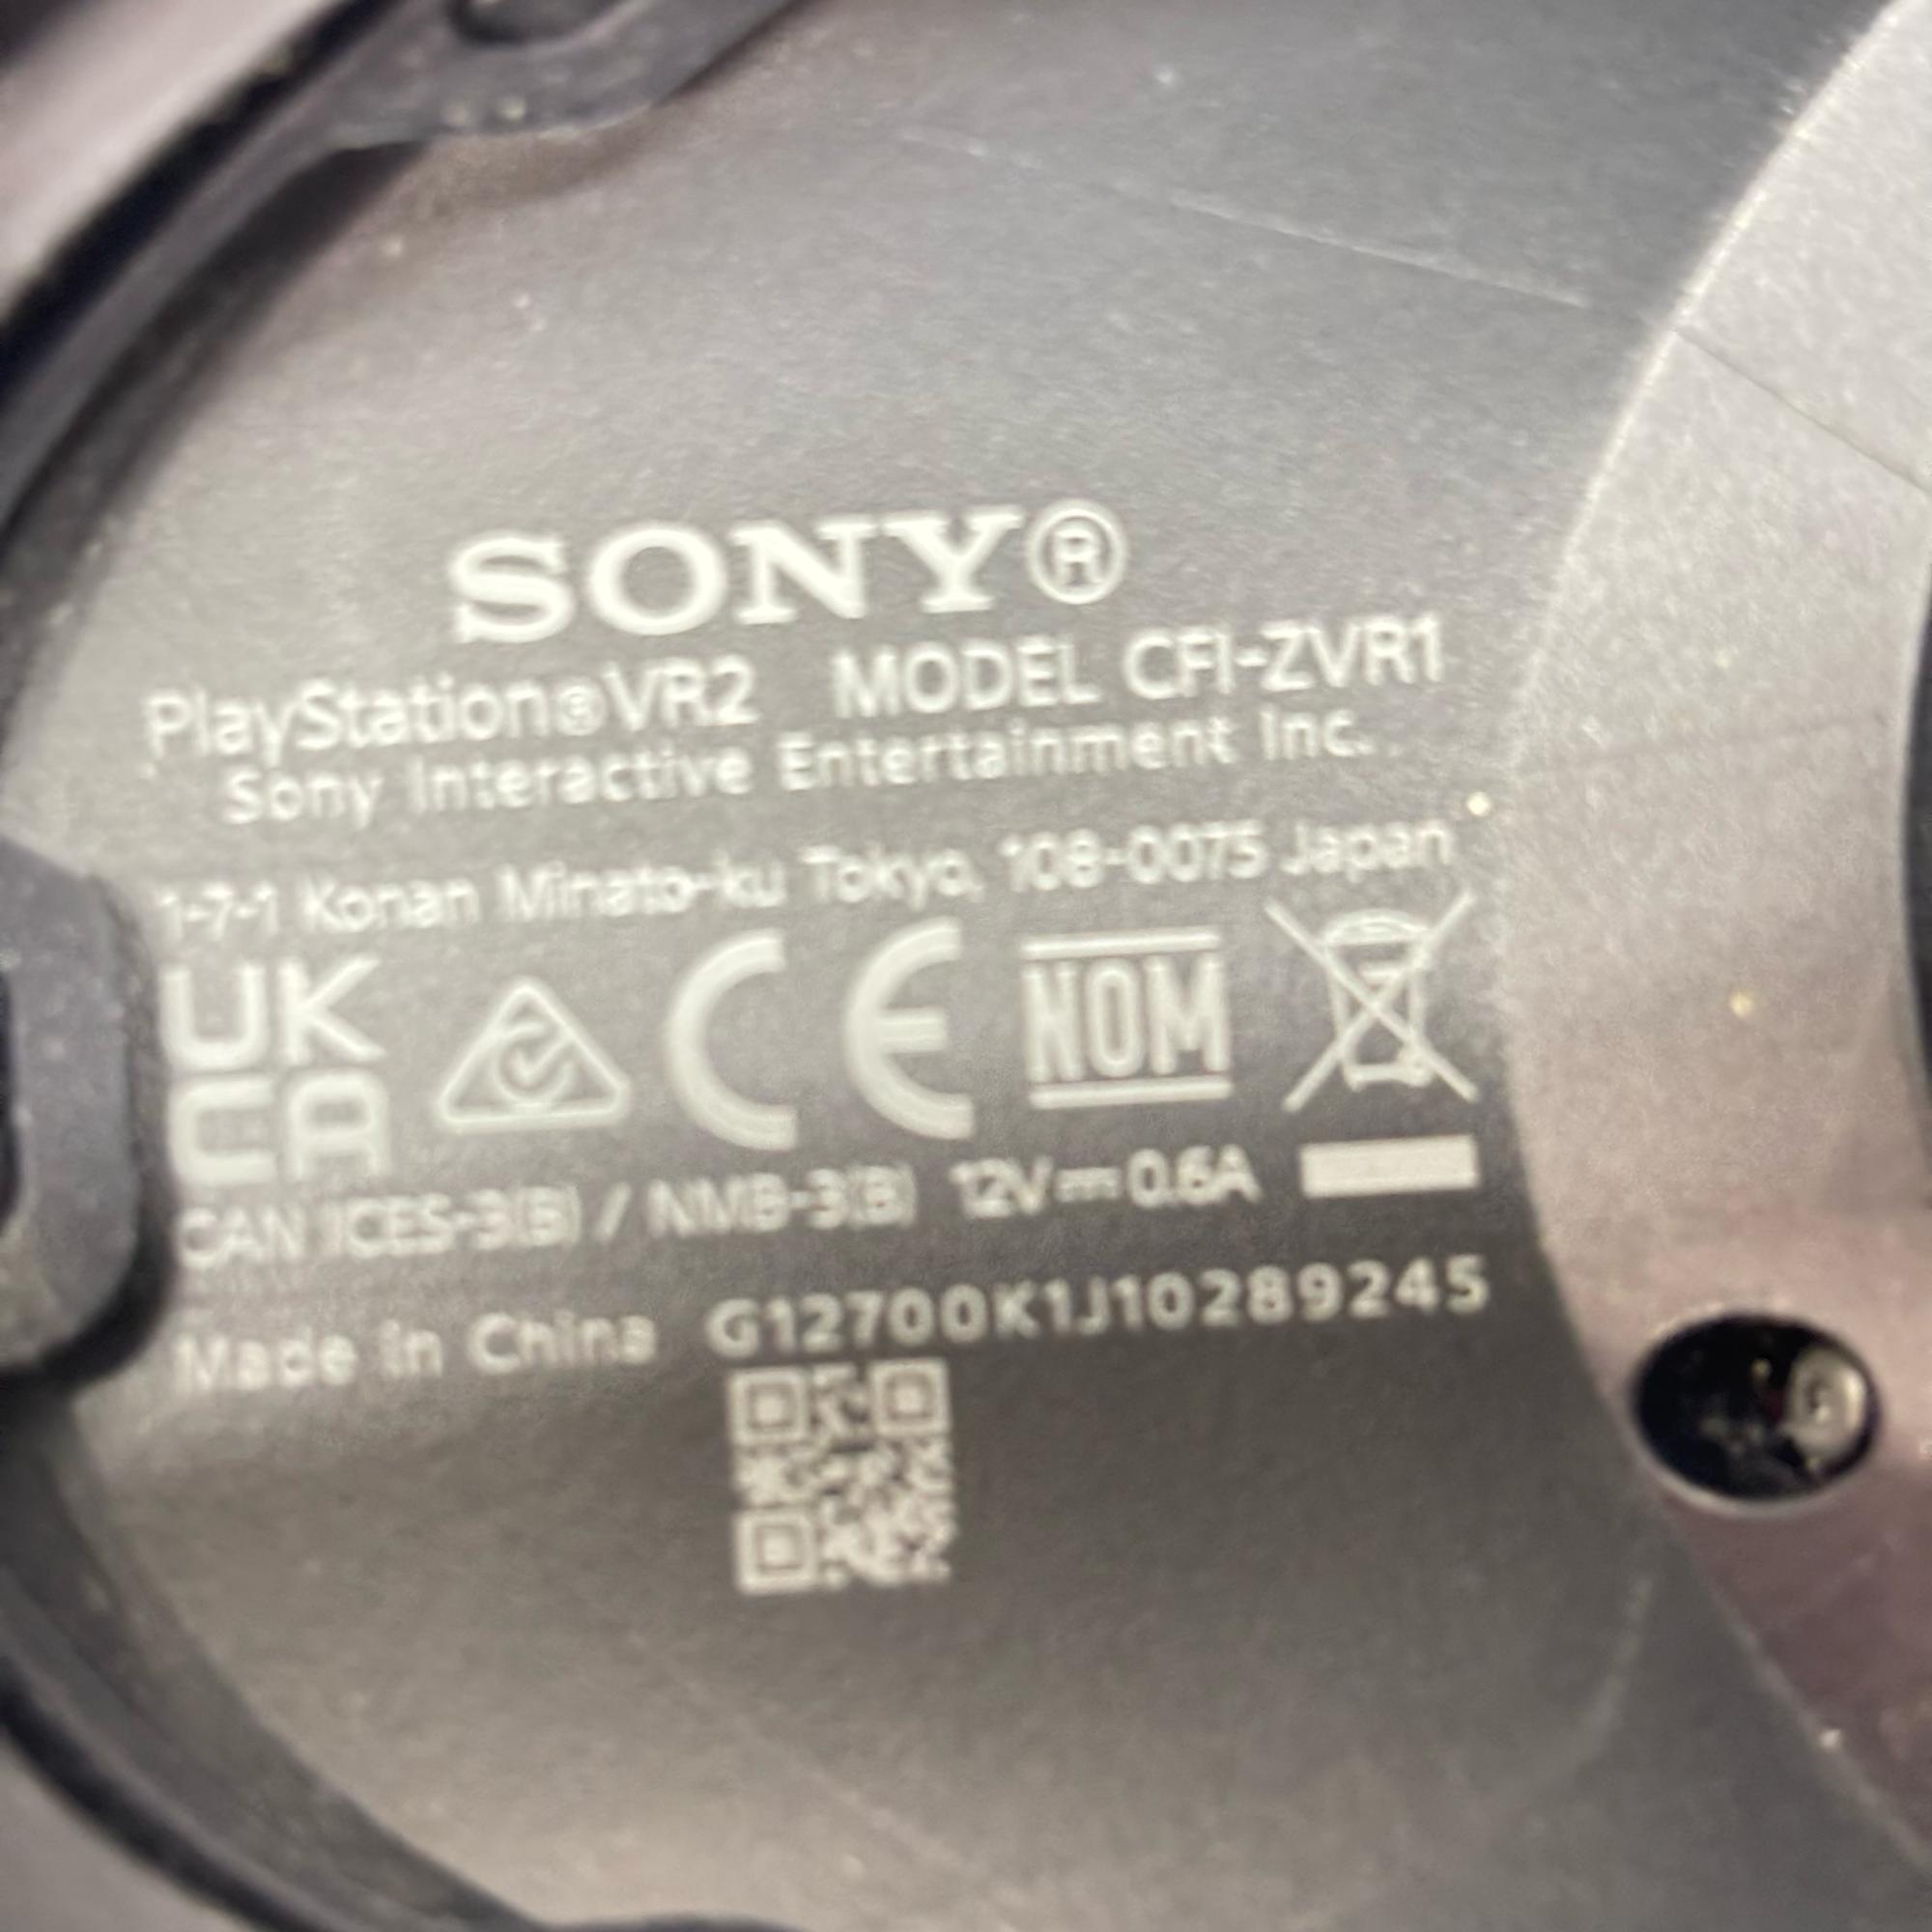 SONY®
PlayStation®VR2 MODEL CFI-ZVR1
Sony Interactive Entertainment Inc.
1-7-1 Konan Minato-ku Tokyo, 108-0075 Japan
UK
CA
CE NOM
CAN ICES-3(B) / NMB-3(B) 12V⎓0.6A
Made in China G12700K1J10289245